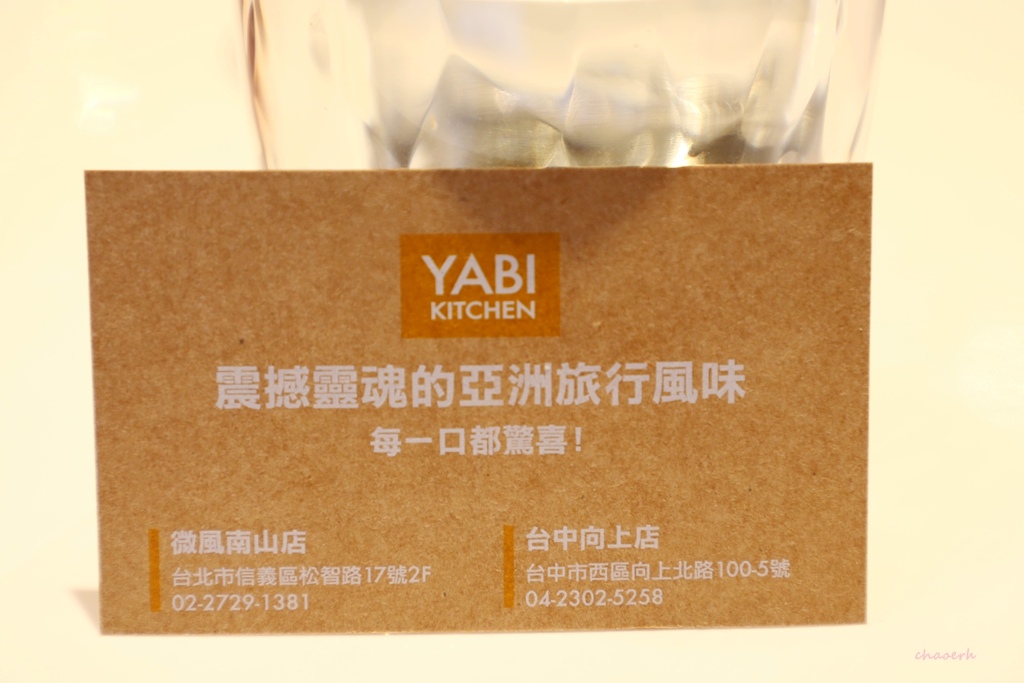 YABI
KITCHEN
震撼靈魂的亞洲旅行風味
每一口都驚喜!
微風南山店
台北市信義區松智路17號2F
02-2729-1381
台中向上店
台中市西區向上北路100-5號
04-2302-5258
chaoerh